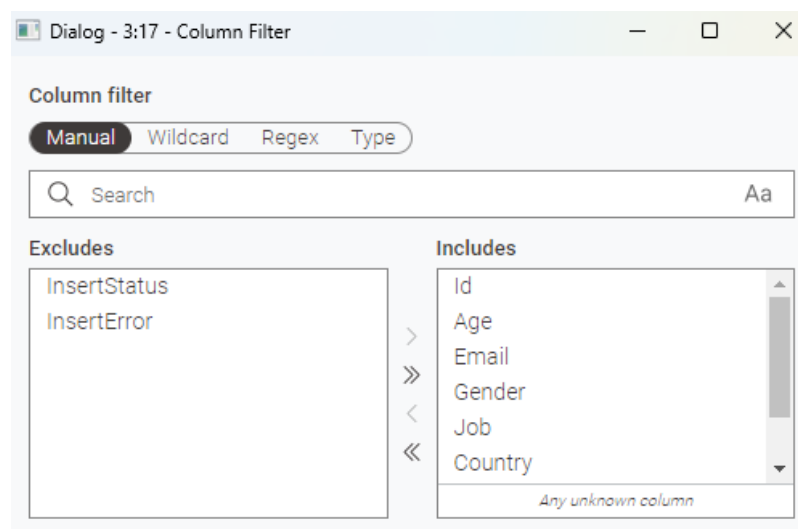 Dialog - 3:17 - Column Filter
Column filter
Manual Wildcard Regex Type
Search Aa
Excludes
InsertStatus
InsertError
Includes
Id
Age
Email
Gender
Job
Country
Any unknown column